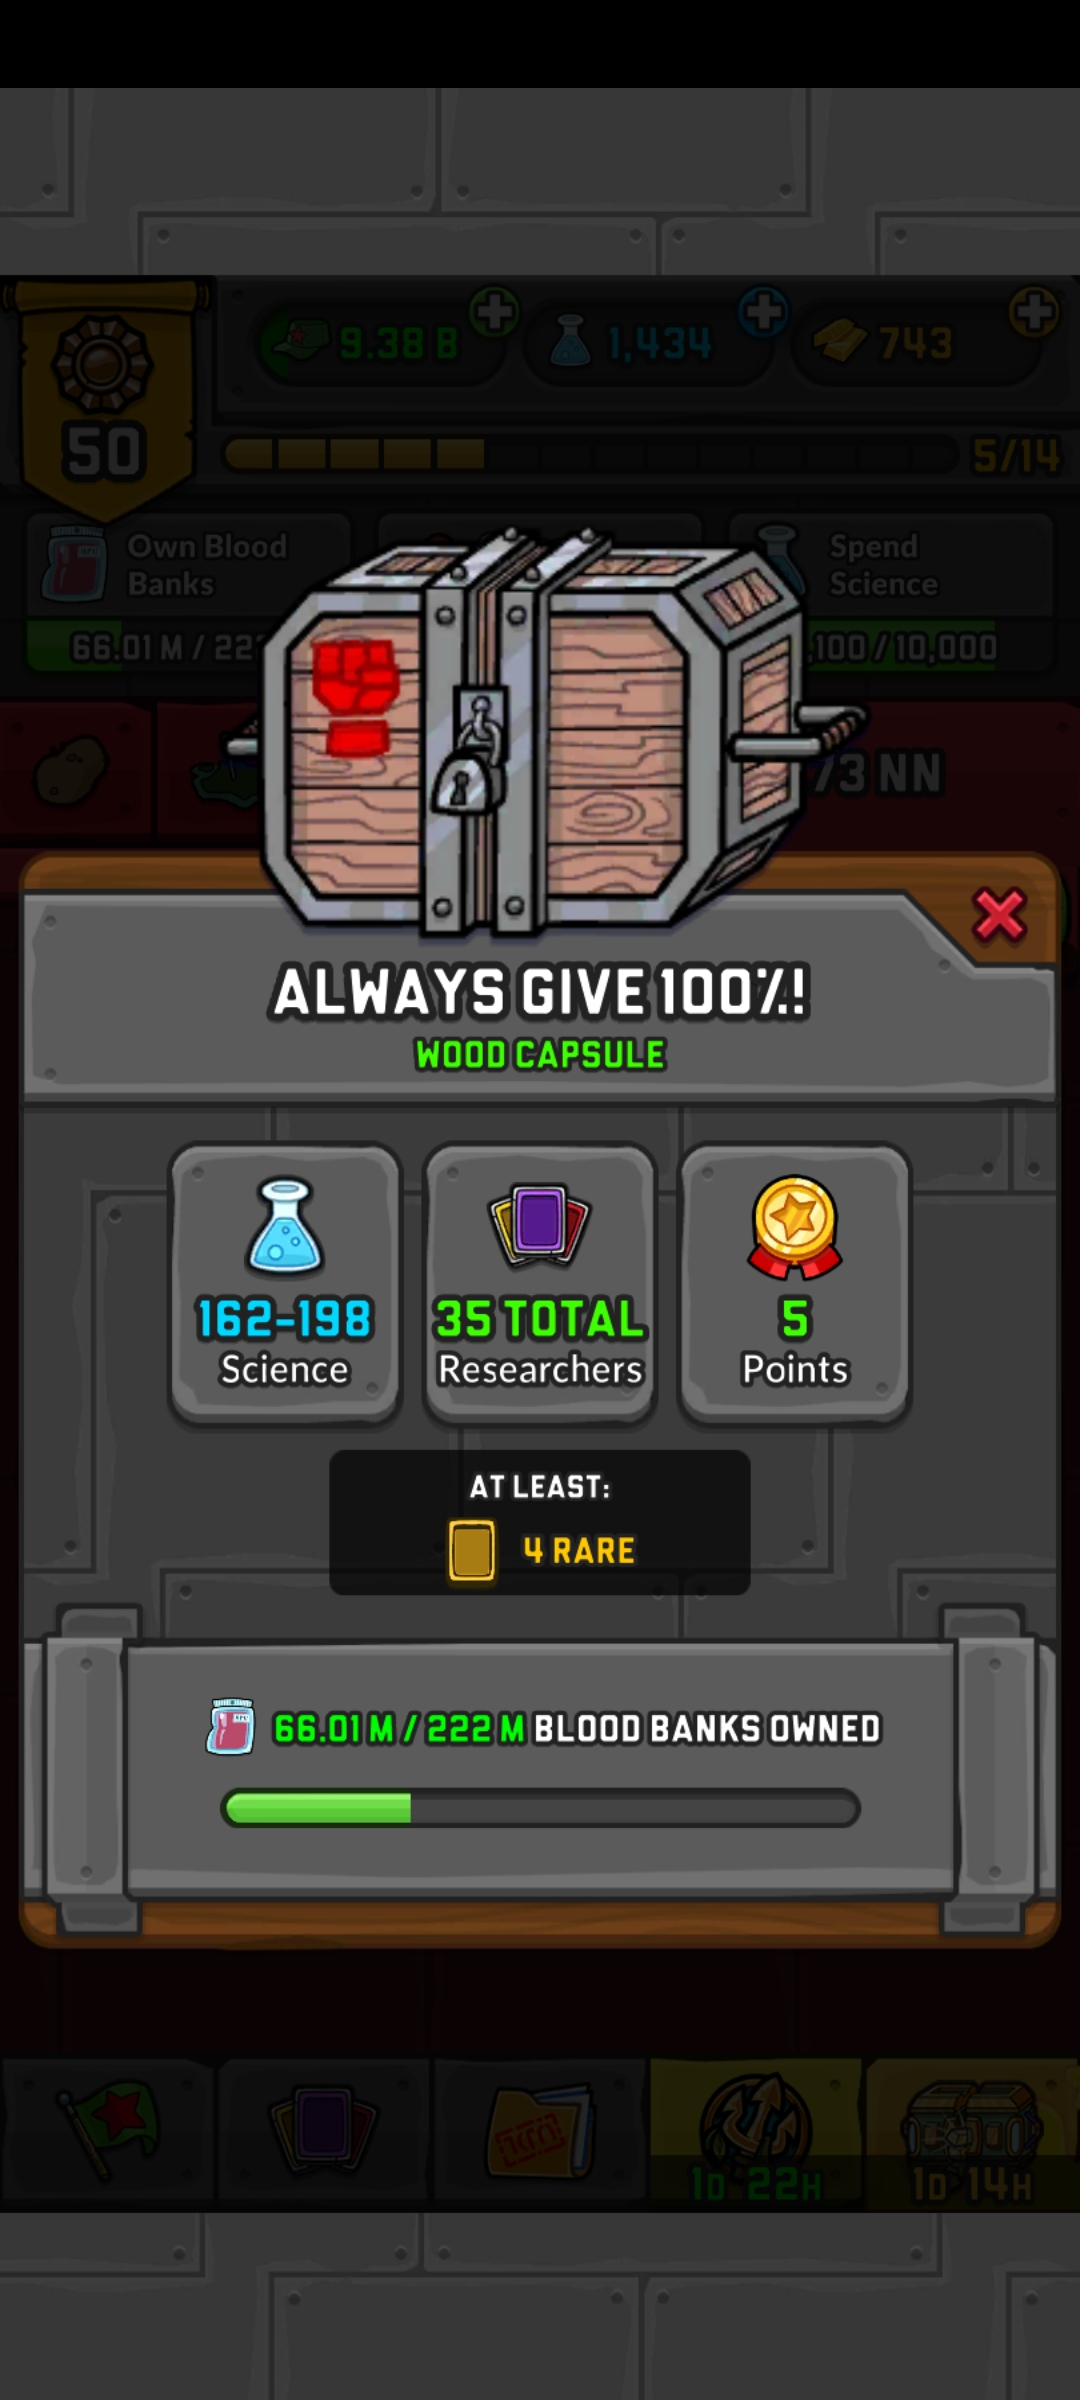 9.38 B
1,434
743
50
5/14
Own Blood
Banks
Spend
Science
66.01 M / 22
,100 / 10,000
73 NN
ALWAYS GIVE 100%!
WOOD CAPSULE
162-198
Science
35 TOTAL
Researchers
5
Points
AT LEAST:
4 RARE
66.01 M / 222 M BLOOD BANKS OWNED
1D 22H
1D 14H